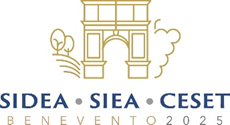 SIDEA • SIEA • CESET
BENEVENTO 2025